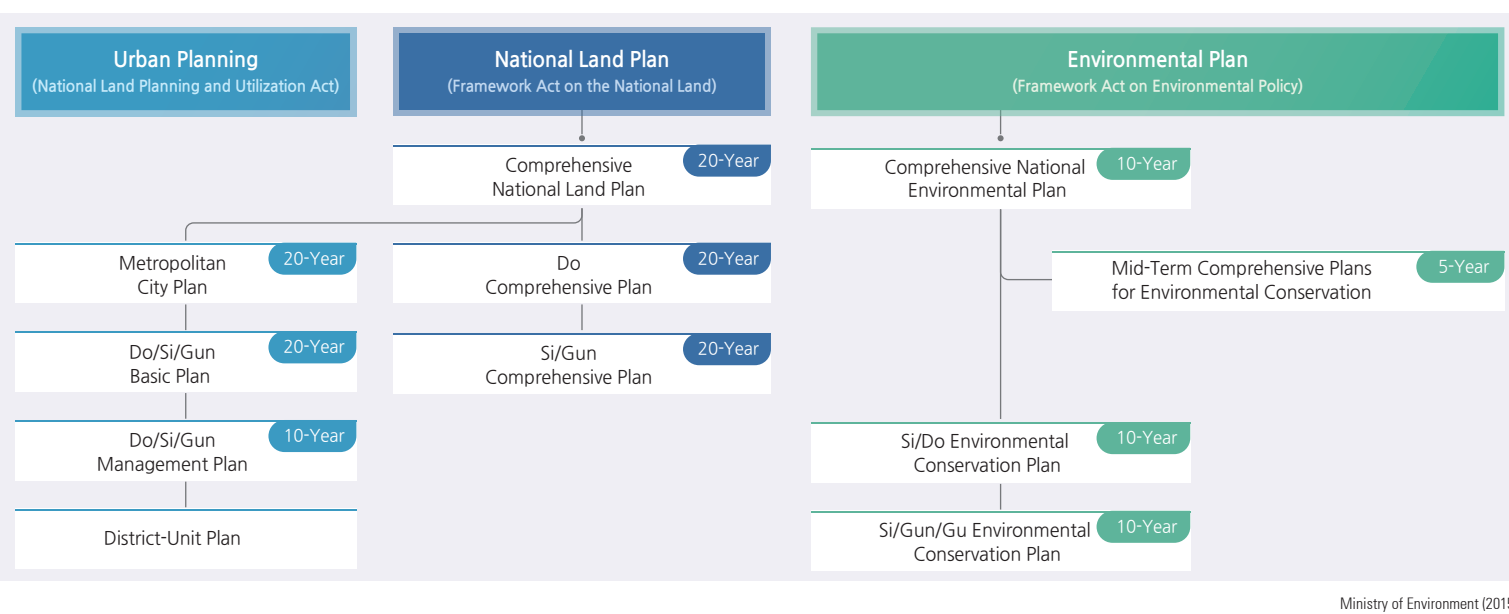 Urban Planning
(National Land Planning and Utilization Act)
National Land Plan
(Framework Act on the National Land)
Environmental Plan
(Framework Act on Environmental Policy)
Comprehensive
National Land Plan
20-Year
Comprehensive National
Environmental Plan
10-Year
Metropolitan
City Plan
20-Year
Do
Comprehensive Plan
20-Year
Mid-Term Comprehensive Plans
for Environmental Conservation
5-Year
Do/Si/Gun
Basic Plan
20-Year
Si/Gun
Comprehensive Plan
20-Year
Do/Si/Gun
Management Plan
10-Year
Si/Do Environmental
Conservation Plan
10-Year
District-Unit Plan
Si/Gun/Gu Environmental
Conservation Plan
10-Year
Ministry of Environment